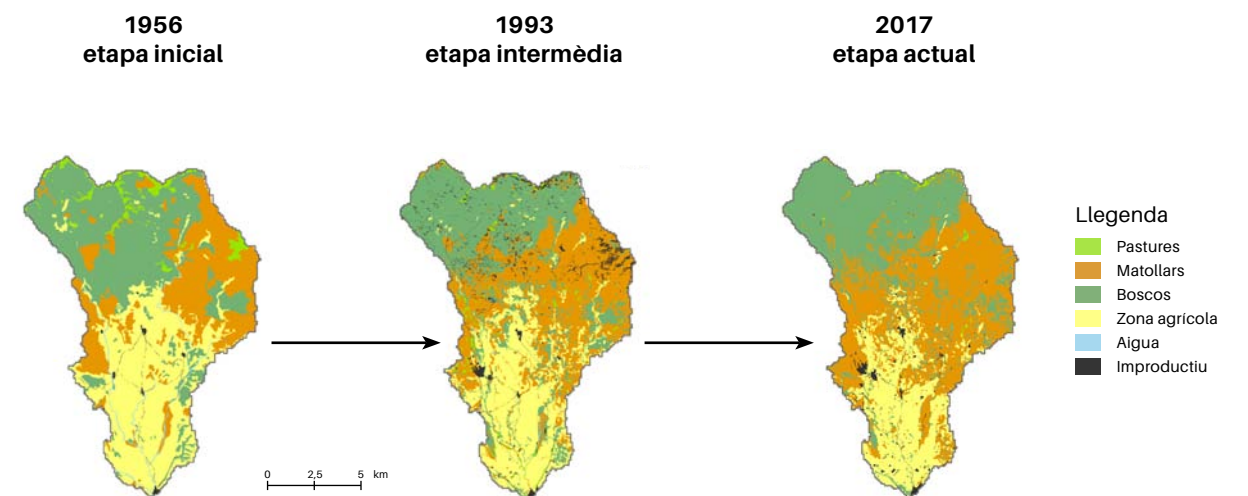 1956
etapa inicial
1993
etapa intermèdia
2017
etapa actual
Llegenda
Pastures
Matollars
Boscos
Zona agrícola
Aigua
Improductiu
0 2,5 5 km